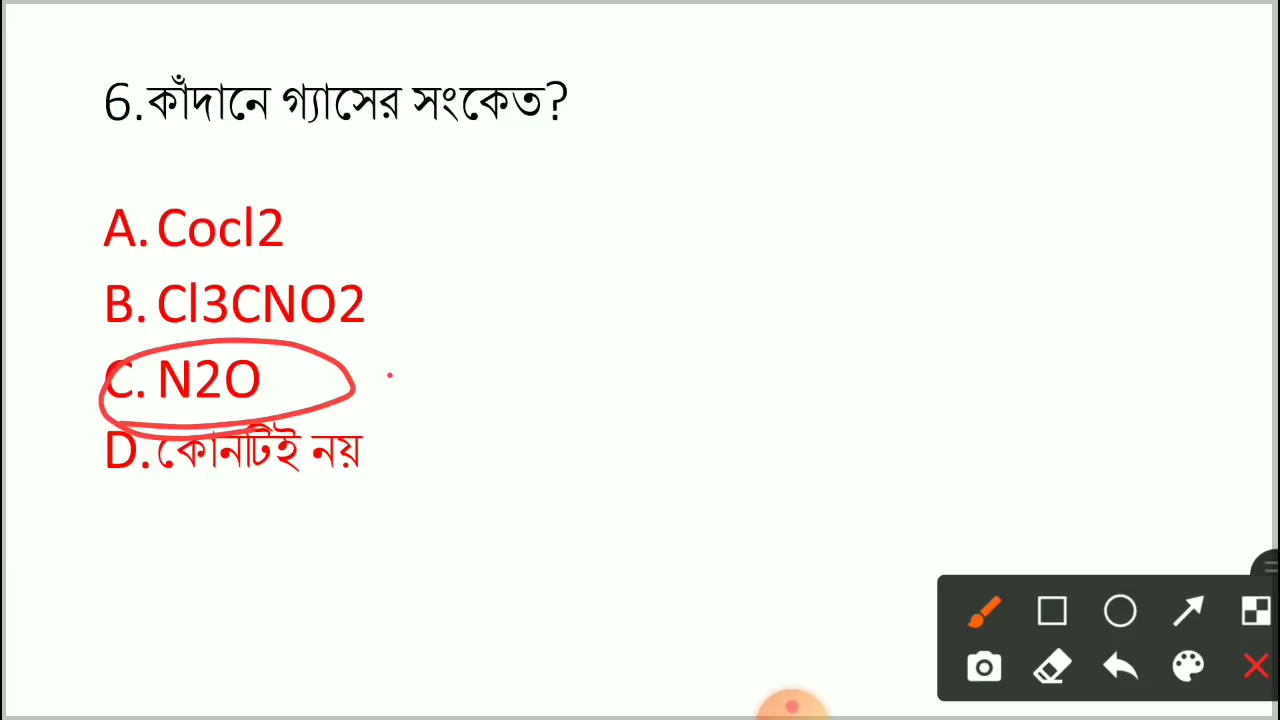 6.কাঁদানে গ্যাসের সংকেত?
A. Cocl2
B. Cl3CNO2
C. N2O
D. কোনটিই নয়